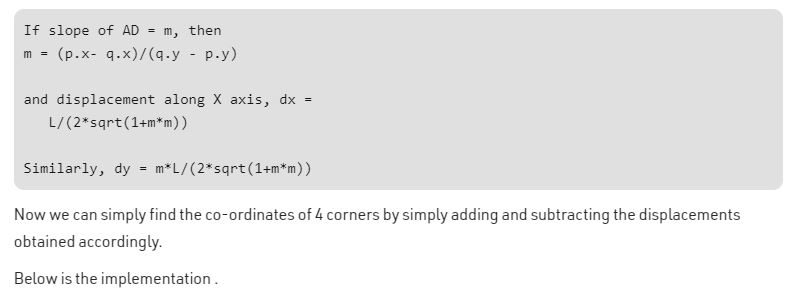 If slope of AD = m, then
m = (p.x- q.x)/(q.y - p.y)
and displacement along X axis, dx =
L/(2*sqrt(1+m*m))
Similarly, dy = m*L/(2*sqrt(1+m*m))
Now we can simply find the co-ordinates of 4 corners by simply adding and subtracting the displacements
obtained accordingly.
Below is the implementation .